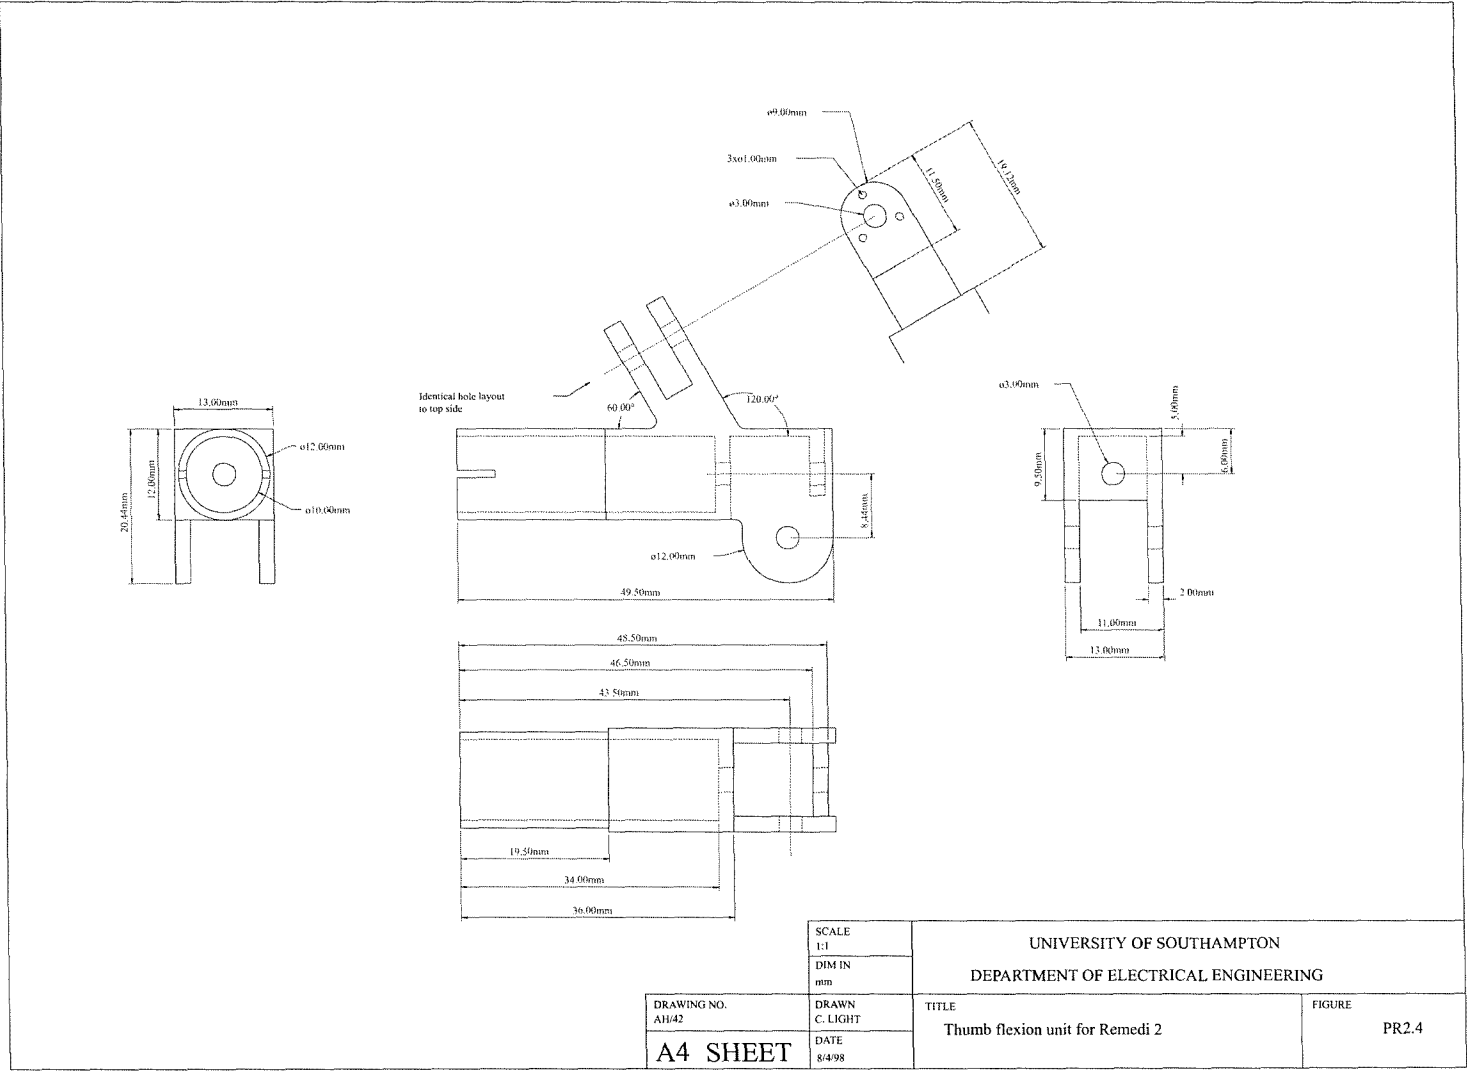 ø9.00mm
3xø1.00mm
ø3.00mm
11.50mm
19.12mm
Identical hole layout
to top side
60.00°
120.00°
ø3.00mm
5.00mm
6.00mm
9.50mm
13.00mm
ø12.00mm
12.00mm
20.44mm
ø10.00mm
8.44mm
ø12.00mm
49.50mm
2.00mm
11.00mm
13.00mm
48.50mm
46.50mm
43.50mm
19.50mm
34.00mm
36.00mm
SCALE
1:1
DIM IN
mm
UNIVERSITY OF SOUTHAMPTON
DEPARTMENT OF ELECTRICAL ENGINEERING
DRAWING NO.
AH/42
A4 SHEET
DRAWN
C. LIGHT
DATE
8/4/98
TITLE
Thumb flexion unit for Remedi 2
FIGURE
PR2.4